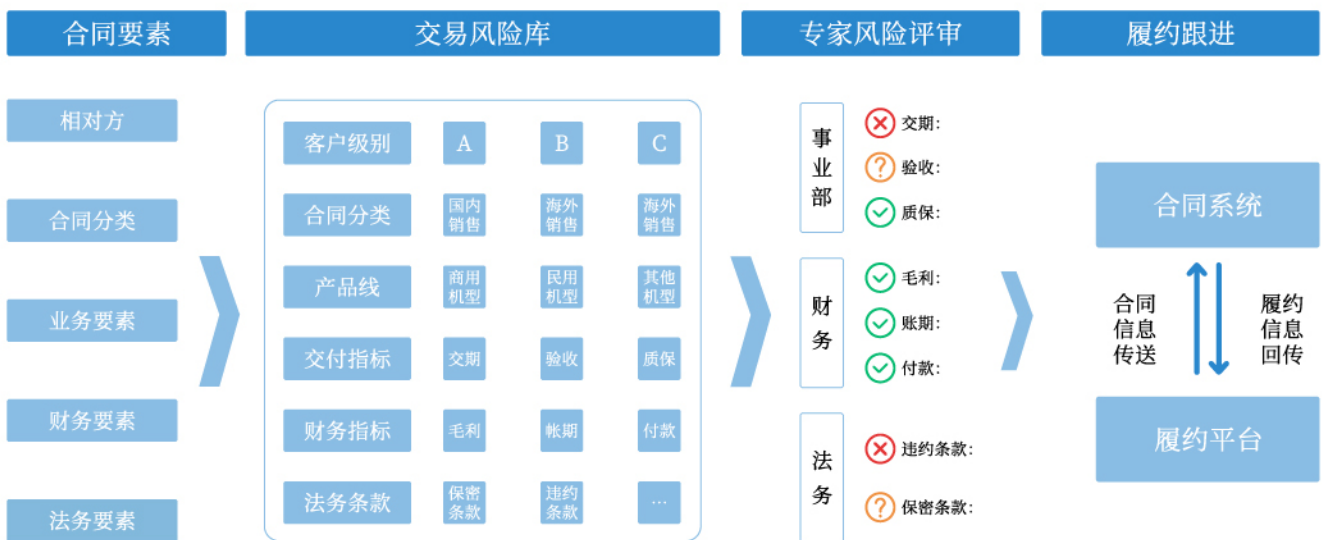 合同要素
交易风险库
专家风险评审
履约跟进
相对方
合同分类
业务要素
财务要素
法务要素
客户级别
A
B
C
合同分类
国内
销售
海外
销售
海外
销售
产品线
商用
机型
民用
机型
其他
机型
交付指标
交期
验收
质保
财务指标
毛利
帐期
付款
法务条款
保密
条款
违约
条款
...
事
业
部
交期:
验收:
质保:
财
务
毛利:
账期:
付款:
法
务
违约条款:
保密条款:
合同系统
合同
信息
传送
履约
信息
回传
履约平台